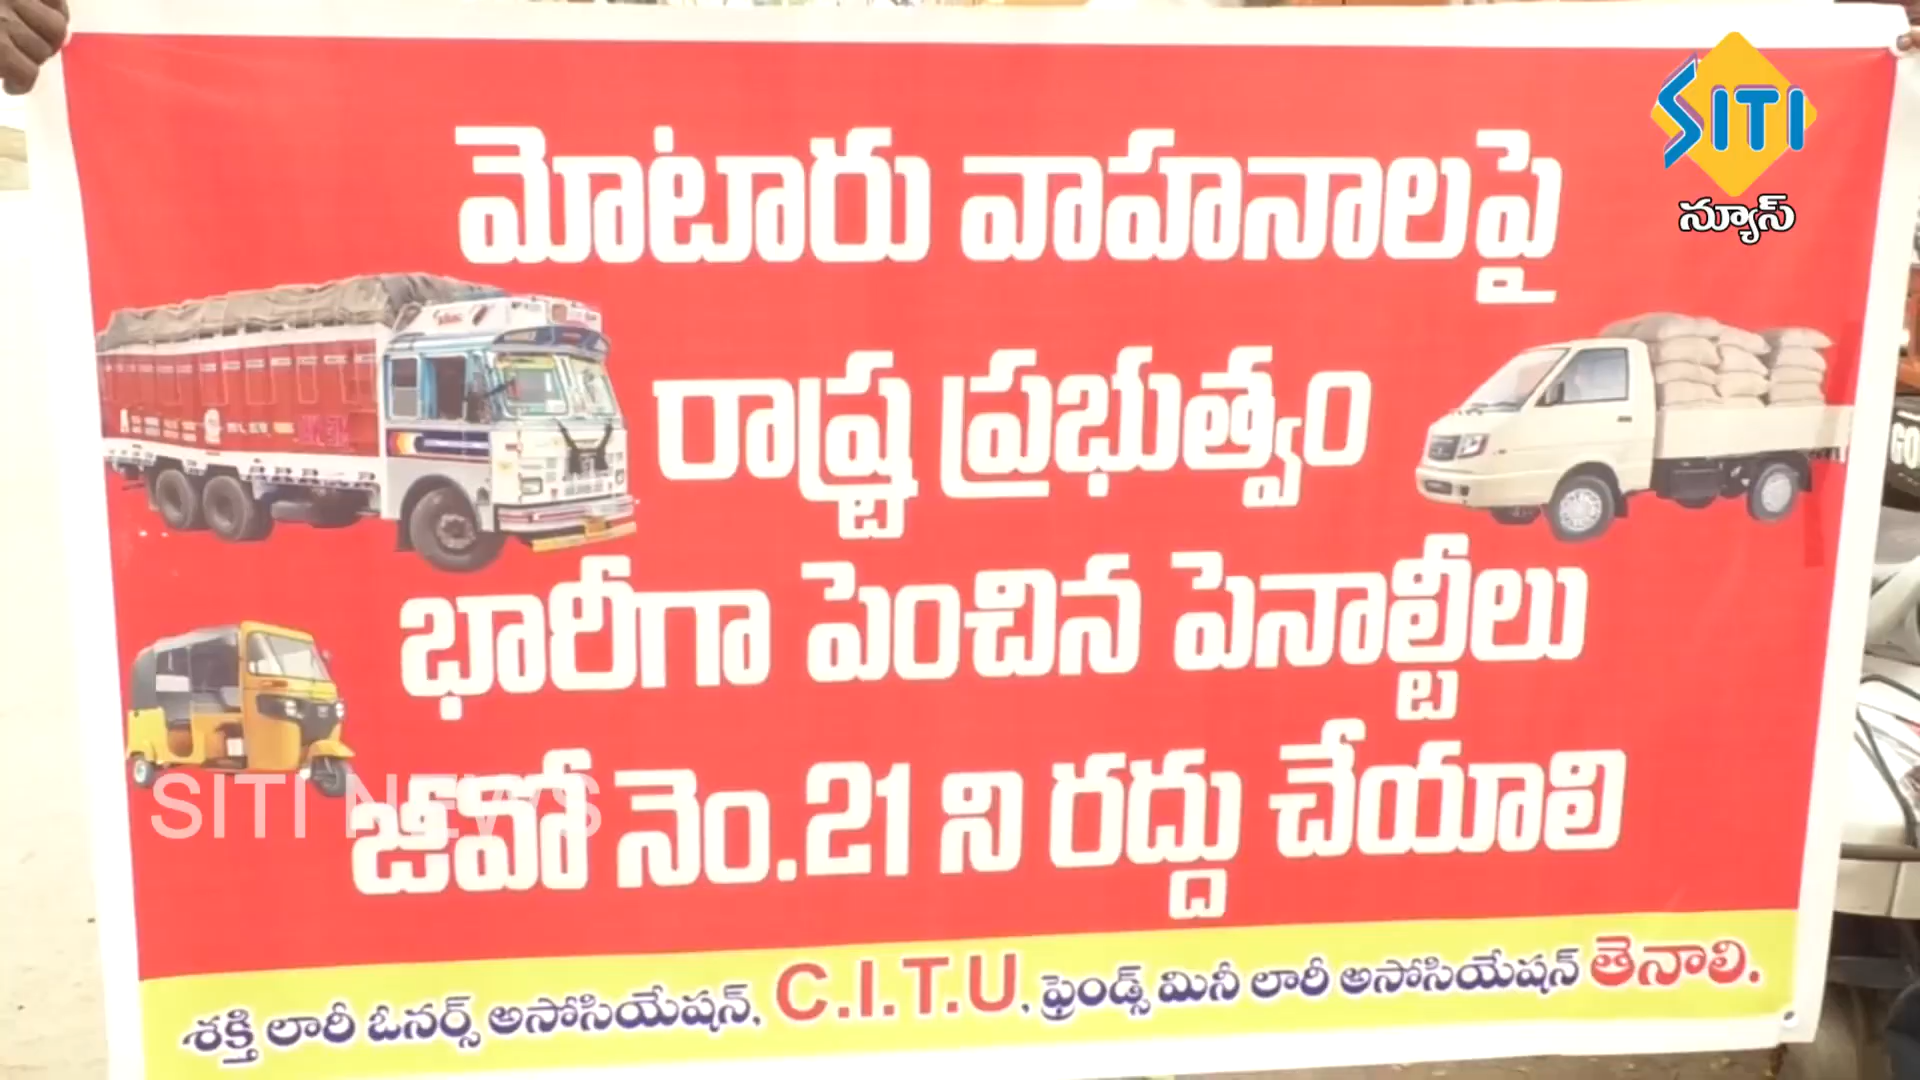 SITI
న్యూస్
మోటారు వాహనాలపై
రాష్ట్ర ప్రభుత్వం
భారీగా పెంచిన పెనాల్టీలు
జీవో నెం.21 ని రద్దు చేయాలి
SITI NEWS
శక్తి లారీ ఓనర్స్ అసోసియేషన్, C.I.T.U, ఫ్రెండ్స్ మినీ లారీ అసోసియేషన్ తెనాలి.